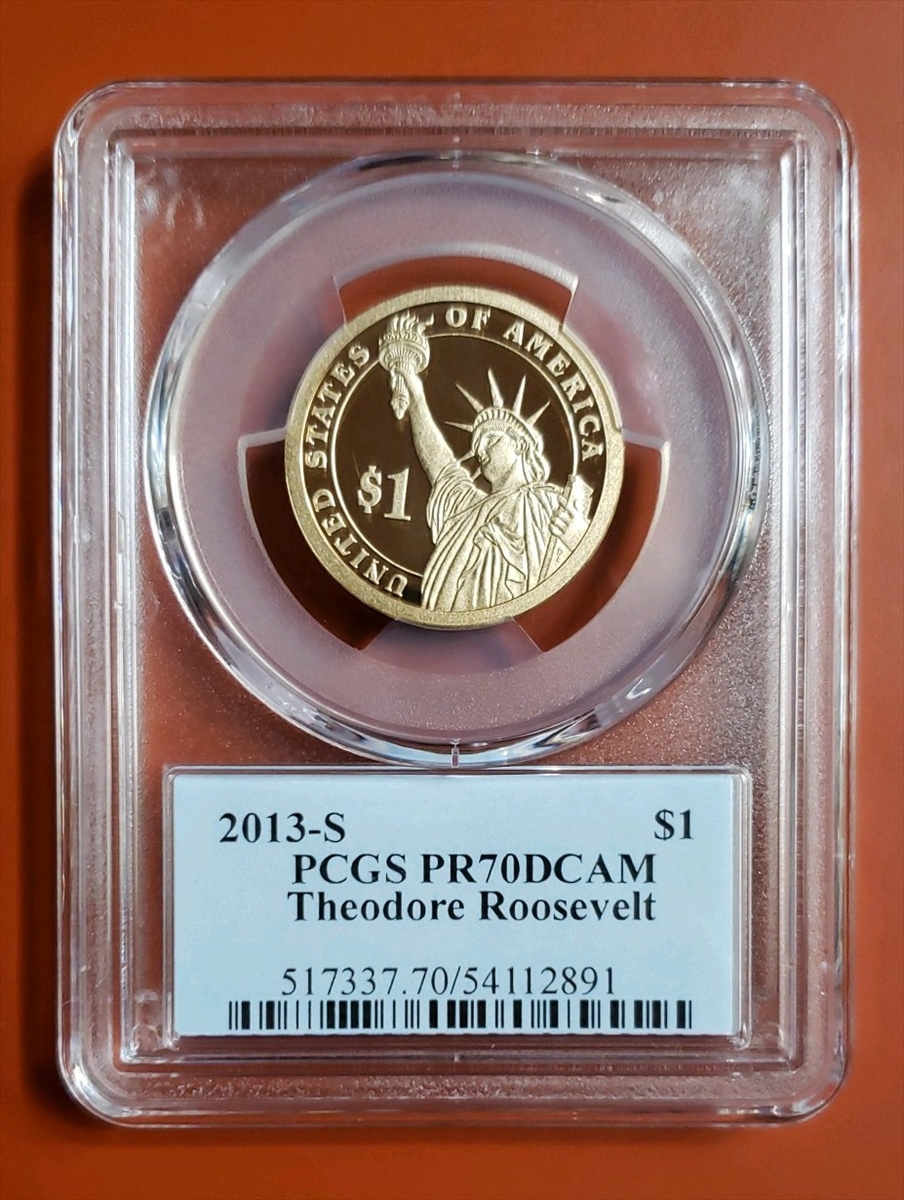 UNITED STATES OF AMERICA
$1
2013-S $1
PCGS PR70DCAM
Theodore Roosevelt
517337.70/54112891